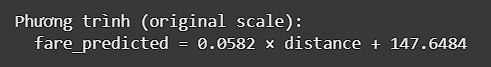 Phương trình (original scale):
fare_predicted = 0.0582 × distance + 147.6484